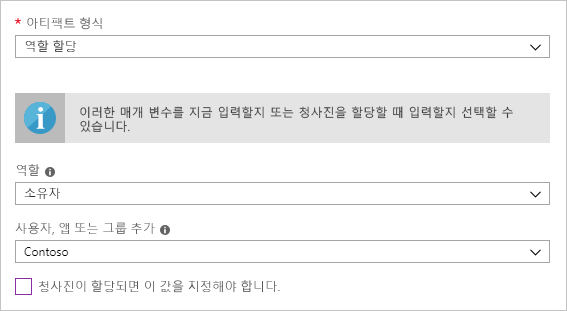 * 아티팩트 형식
역할 할당
이러한 매개 변수를 지금 입력할지 또는 청사진을 할당할 때 입력할지 선택할 수
있습니다.
역할
소유자
사용자, 앱 또는 그룹 추가
Contoso
청사진이 할당되면 이 값을 지정해야 합니다.